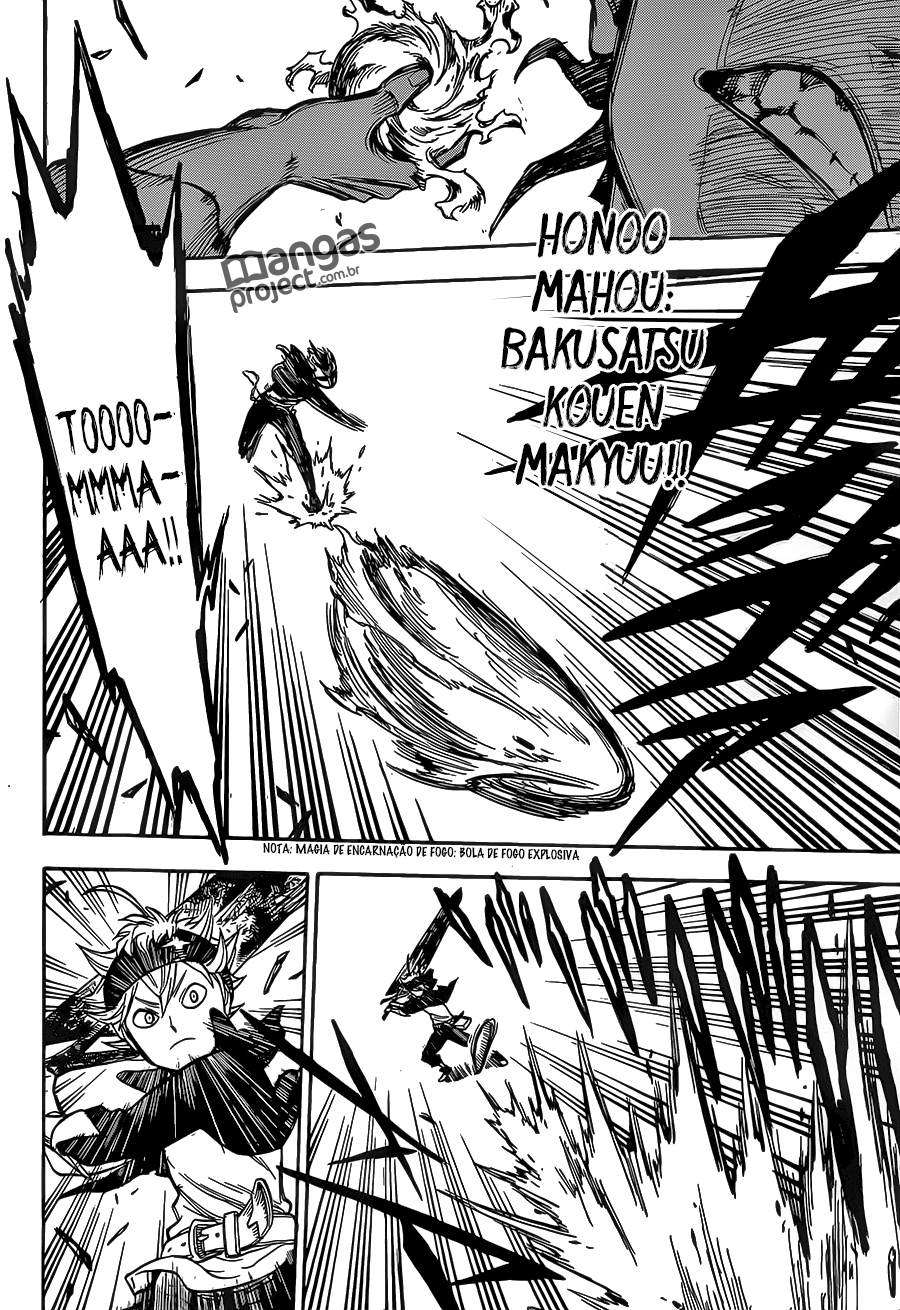 mangas
project.com.br
HONOO
MAHOU:
BAKUSATSU
KOUEN
MAKYUU!!
TOOOO-
MMMA-
AAA!!
NOTA: MAGIA DE ENCARNAÇÃO DE FOGO: BOLA DE FOGO EXPLOSIVA